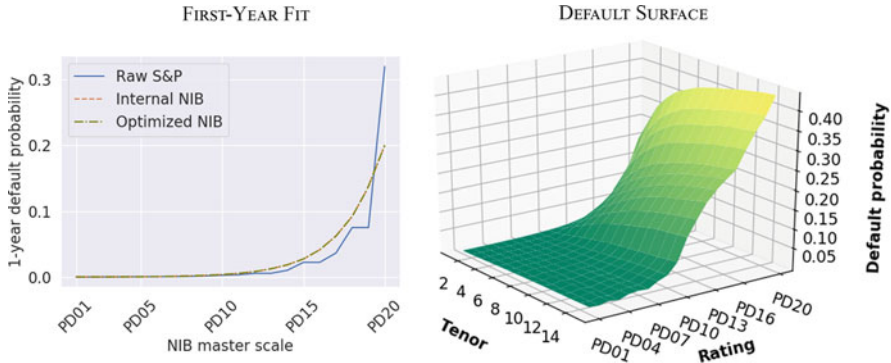 FIRST-YEAR FIT
1-year default probability
0.3
0.2
0.1
0.0
Raw S&P
Internal NIB
Optimized NIB
PD01
PD05
PD10
PD15
PD20
NIB master scale
DEFAULT SURFACE
0.40
0.35
0.30
0.25
0.20
0.15
0.10
0.05
Default probability
2
4
6
8
10
12
14
Tenor
PD01
PD04
PD07
PD10
PD13
PD16
PD20
Rating